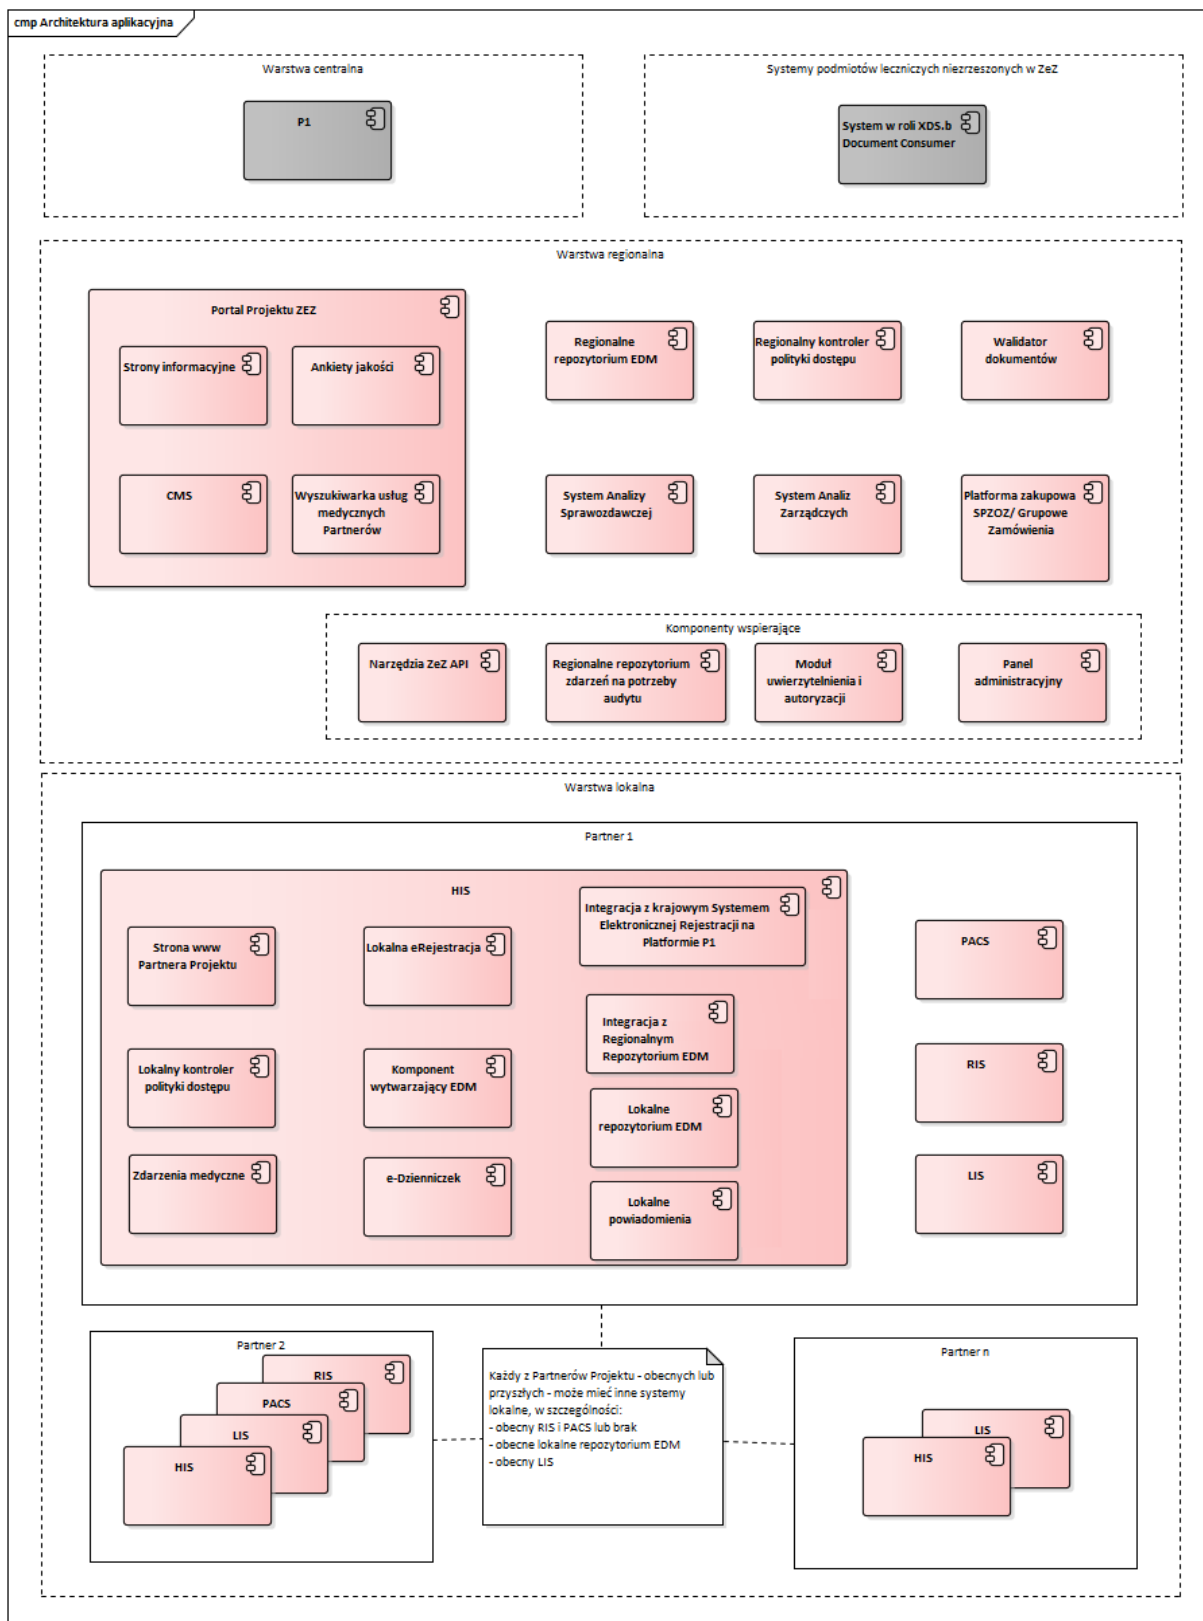 cmp Architektura aplikacyjna
Warstwa centralna
P1
Systemy podmiotów leczniczych niezrzeszonych w ZeZ
System w roli XDS.b
Document Consumer
Warstwa regionalna
Portal Projektu ZEZ
Strony informacyjne
Ankiety jakości
CMS
Wyszukiwarka usług
medycznych
Partnerów
Regionalne
repozytorium EDM
Regionalny kontroler
polityki dostępu
Walidator
dokumentów
System Analizy
Sprawozdawczej
System Analiz
Zarządczych
Platforma zakupowa
SPZOZ/ Grupowe
Zamówienia
Komponenty wspierające
Narzędzia ZeZ API
Regionalne repozytorium
zdarzeń na potrzeby
audytu
Moduł
uwierzytelnienia i
autoryzacji
Panel
administracyjny
Warstwa lokalna
Partner 1
HIS
Strona www
Partnera Projektu
Lokalna eRejestracja
Integracja z krajowym Systemem
Elektronicznej Rejestracji na
Platformie P1
Integracja z
Regionalnym
Repozytorium EDM
Lokalny kontroler
polityki dostępu
Komponent
wytwarzający EDM
Lokalne
repozytorium EDM
Zdarzenia medyczne
e-Dzienniczek
Lokalne
powiadomienia
PACS
RIS
LIS
Partner 2
RIS
PACS
LIS
HIS
Każdy z Partnerów Projektu - obecnych lub
przyszłych - może mieć inne systemy
lokalne, w szczególności:
- obecny RIS i PACS lub brak
- obecne lokalne repozytorium EDM
- obecny LIS
Partner n
LIS
HIS